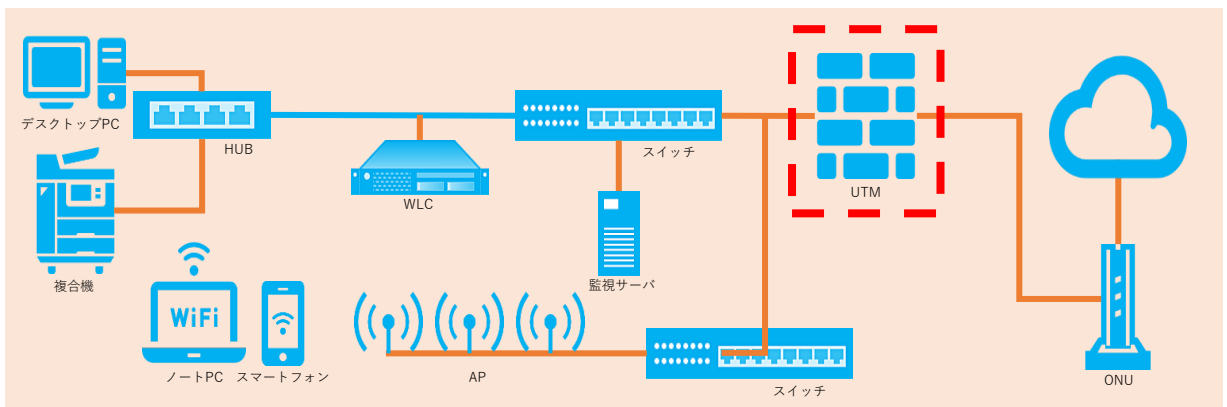 デスクトップPC
HUB
スイッチ
UTM
WLC
複合機
監視サーバ
WiFi
ノートPC
スマートフォン
AP
スイッチ
ONU